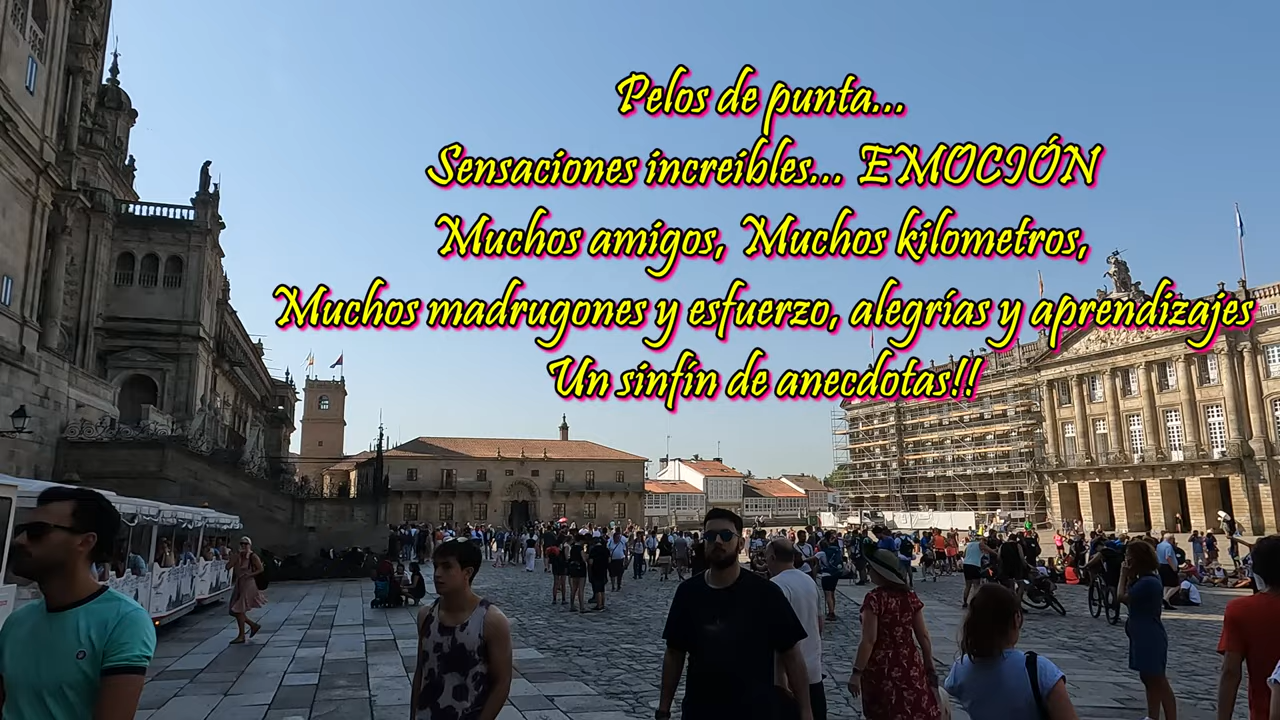 Pelos de punta...
Sensaciones increibles... EMOCIÓN
Muchos amigos, Muchos kilometros,
Muchos madrugones y esfuerzo, alegrías y aprendizajes
Un sinfín de anecdotas!!